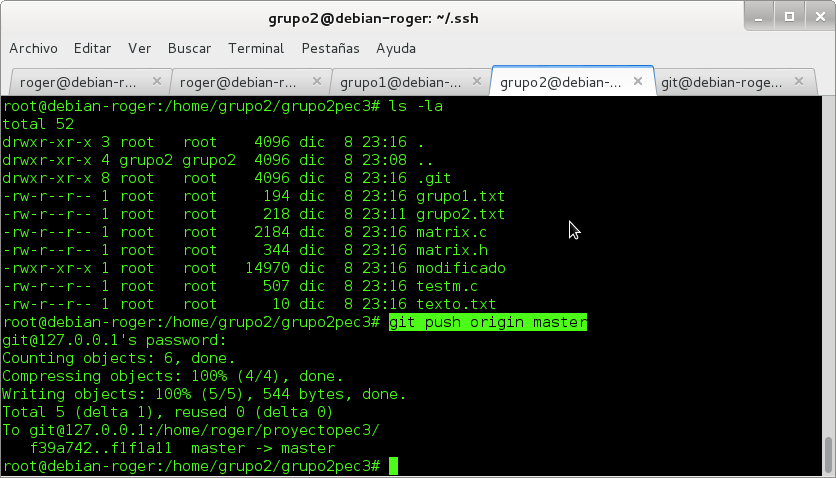 grupo2@debian-roger: ~/.ssh
Archivo Editar Ver Buscar Terminal Pestañas Ayuda
roger@debian-r... roger@debian-r... grupo1@debian-... grupo2@debian-... git@debian-roge...
root@debian-roger:/home/grupo2/grupo2pec3# ls -la
total 52
drwxr-xr-x 3 root   root    4096 dic  8 23:16 .
drwxr-xr-x 4 grupo2 grupo2  4096 dic  8 23:08 ..
drwxr-xr-x 8 root   root    4096 dic  8 23:16 .git
-rw-r--r-- 1 root   root     194 dic  8 23:16 grupo1.txt
-rw-r--r-- 1 root   root     218 dic  8 23:11 grupo2.txt
-rw-r--r-- 1 root   root    2184 dic  8 23:16 matrix.c
-rw-r--r-- 1 root   root     344 dic  8 23:16 matrix.h
-rwxr-xr-x 1 root   root   14970 dic  8 23:16 modificado
-rw-r--r-- 1 root   root     507 dic  8 23:16 testm.c
-rw-r--r-- 1 root   root      10 dic  8 23:16 texto.txt
root@debian-roger:/home/grupo2/grupo2pec3# git push origin master
git@127.0.0.1's password:
Counting objects: 6, done.
Compressing objects: 100% (4/4), done.
Writing objects: 100% (5/5), 544 bytes, done.
Total 5 (delta 1), reused 0 (delta 0)
To git@127.0.0.1:/home/roger/proyectopec3/
   f39a742..f1f1a11  master -> master
root@debian-roger:/home/grupo2/grupo2pec3#